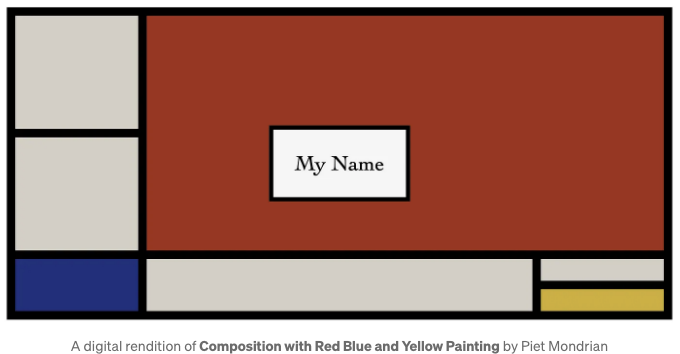 My Name
A digital rendition of Composition with Red Blue and Yellow Painting by Piet Mondrian